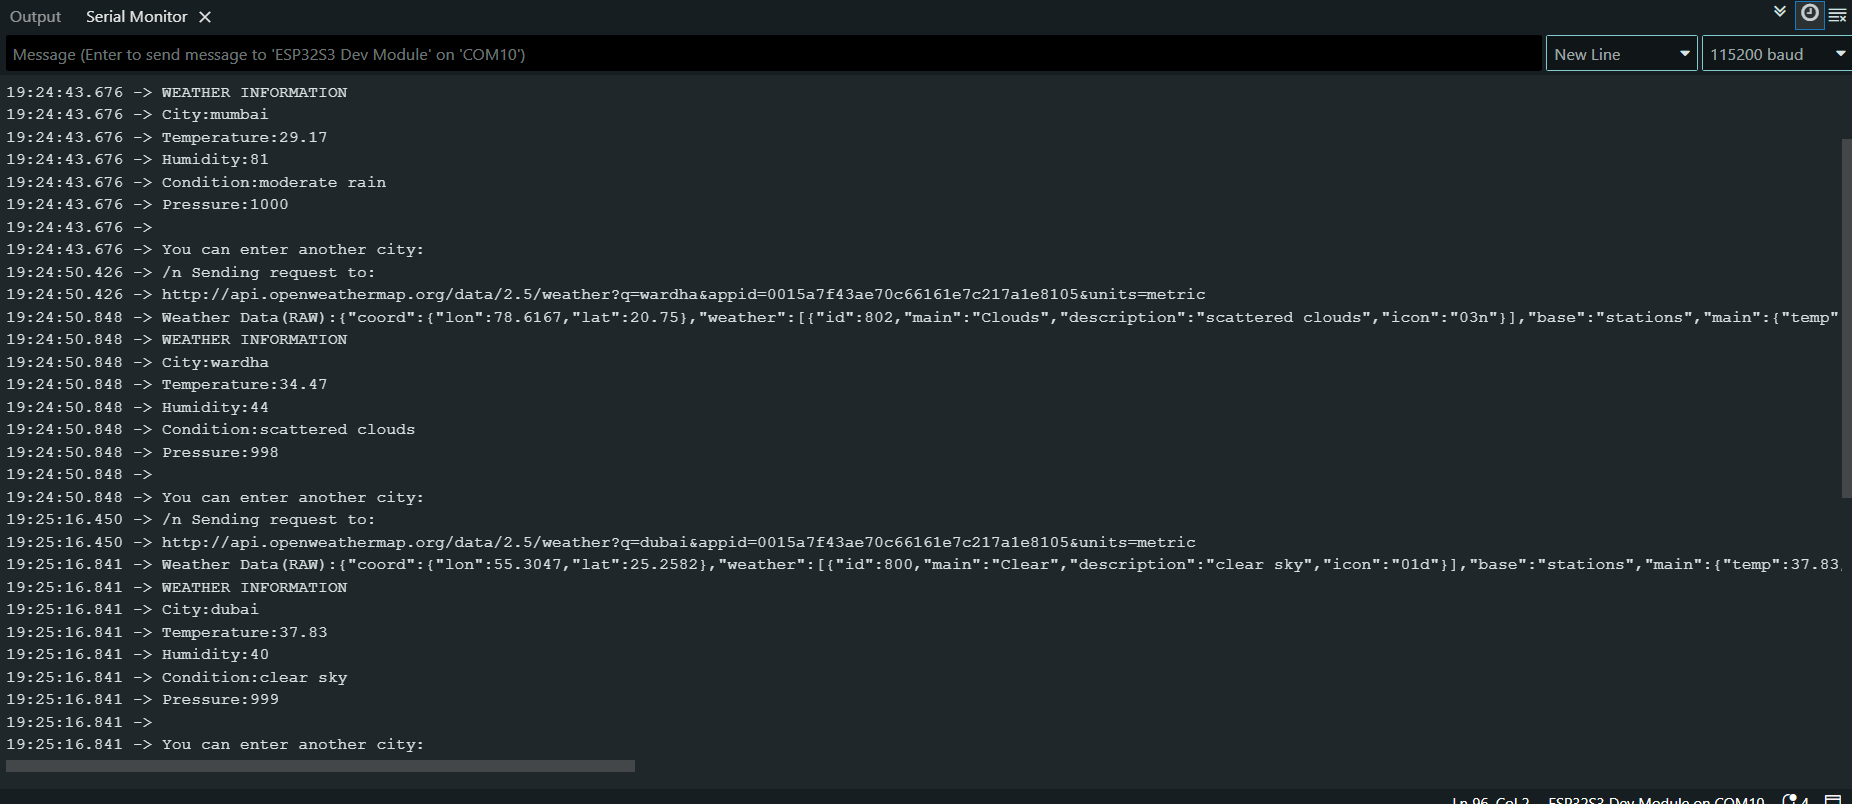 Output Serial Monitor
Message (Enter to send message to 'ESP32S3 Dev Module' on 'COM10') New Line 115200 baud
19:24:43.676 -> WEATHER INFORMATION
19:24:43.676 -> City:mumbai
19:24:43.676 -> Temperature:29.17
19:24:43.676 -> Humidity:81
19:24:43.676 -> Condition:moderate rain
19:24:43.676 -> Pressure:1000
19:24:43.676 ->
19:24:43.676 -> You can enter another city:
19:24:50.426 -> /n Sending request to:
19:24:50.426 -> http://api.openweathermap.org/data/2.5/weather?q=wardha&appid=0015a7f43ae70c66161e7c217a1e8105&units=metric
19:24:50.848 -> Weather Data(RAW):{"coord":{"lon":78.6167,"lat":20.75},"weather":[{"id":802,"main":"Clouds","description":"scattered clouds","icon":"03n"}],"base":"stations","main":{"temp"
19:24:50.848 -> WEATHER INFORMATION
19:24:50.848 -> City:wardha
19:24:50.848 -> Temperature:34.47
19:24:50.848 -> Humidity:44
19:24:50.848 -> Condition:scattered clouds
19:24:50.848 -> Pressure:998
19:24:50.848 ->
19:24:50.848 -> You can enter another city:
19:25:16.450 -> /n Sending request to:
19:25:16.450 -> http://api.openweathermap.org/data/2.5/weather?q=dubai&appid=0015a7f43ae70c66161e7c217a1e8105&units=metric
19:25:16.841 -> Weather Data(RAW):{"coord":{"lon":55.3047,"lat":25.2582},"weather":[{"id":800,"main":"Clear","description":"clear sky","icon":"01d"}],"base":"stations","main":{"temp":37.83,
19:25:16.841 -> WEATHER INFORMATION
19:25:16.841 -> City:dubai
19:25:16.841 -> Temperature:37.83
19:25:16.841 -> Humidity:40
19:25:16.841 -> Condition:clear sky
19:25:16.841 -> Pressure:999
19:25:16.841 ->
19:25:16.841 -> You can enter another city:
Ln 96, Col 2 ESP32S3 Dev Module on COM10 4